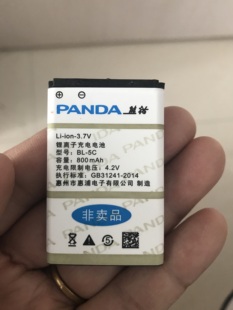 PANDA 熊猫
Li-ion-3.7V
锂离子充电电池
型号：BL-5C
容量：800mAh
充电限制电压：4.2V
执行标准：GB31241-2014
惠州市惠浦电子有限公司 制造
非卖品